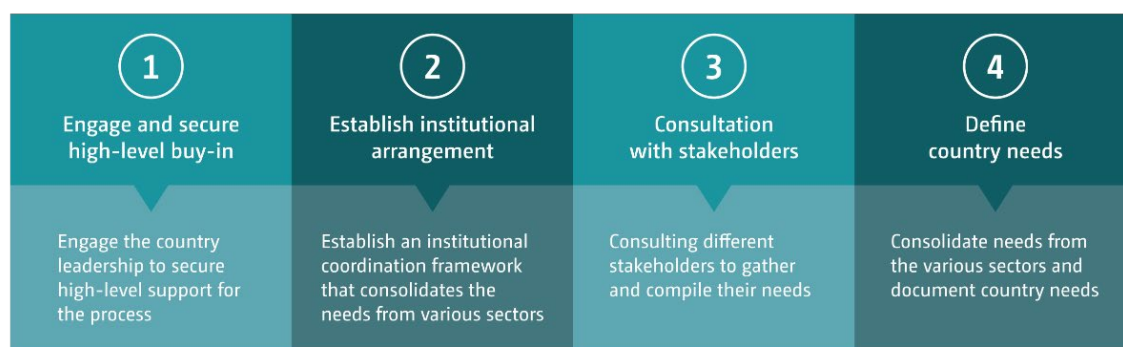 1
Engage and secure
high-level buy-in
Engage the country
leadership to secure
high-level support for
the process
2
Establish institutional
arrangement
Establish an institutional
coordination framework
that consolidates the
needs from various sectors
3
Consultation
with stakeholders
Consulting different
stakeholders to gather
and compile their needs
4
Define
country needs
Consolidate needs from
the various sectors and
document country needs